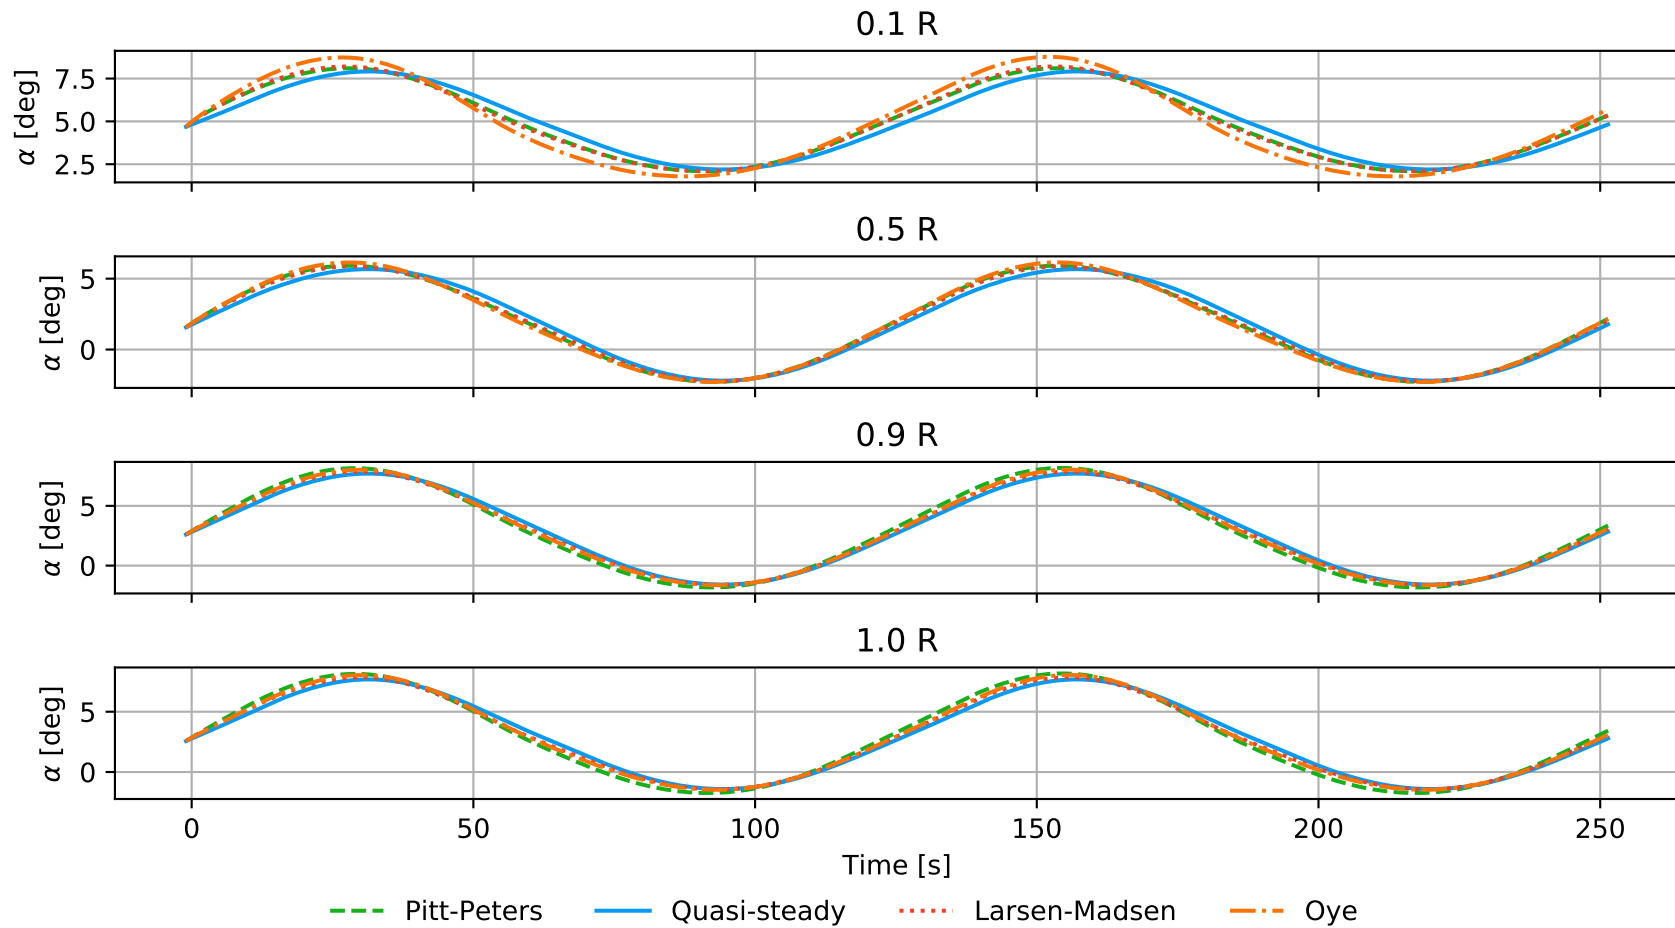 0.1 R
α [deg]
7.5
5.0
2.5
0.5 R
α [deg]
5
0
0.9 R
α [deg]
5
0
1.0 R
α [deg]
5
0
0 50 100 150 200 250
Time [s]
Pitt-Peters Quasi-steady Larsen-Madsen Oye